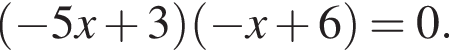 (−5x + 3)(−x + 6) = 0.